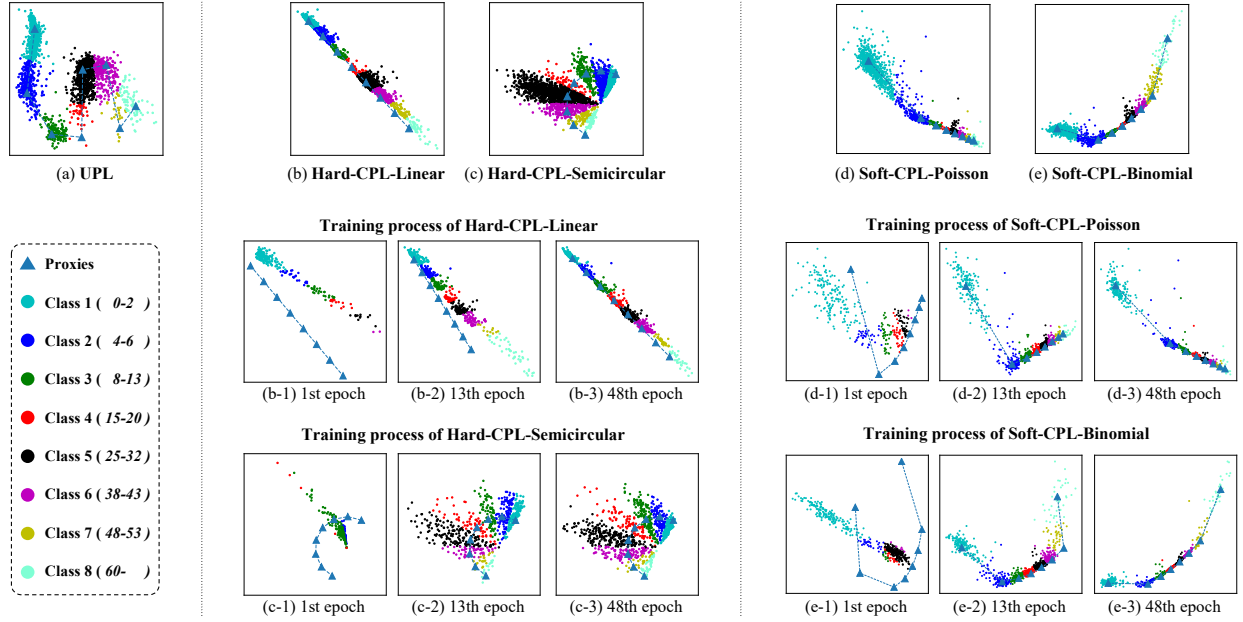 (a) UPL
(b) Hard-CPL-Linear
(c) Hard-CPL-Semicircular
(d) Soft-CPL-Poisson
(e) Soft-CPL-Binomial
Proxies
Class 1 ( 0-2 )
Class 2 ( 4-6 )
Class 3 ( 8-13 )
Class 4 ( 15-20 )
Class 5 ( 25-32 )
Class 6 ( 38-43 )
Class 7 ( 48-53 )
Class 8 ( 60- )
Training process of Hard-CPL-Linear
(b-1) 1st epoch
(b-2) 13th epoch
(b-3) 48th epoch
Training process of Hard-CPL-Semicircular
(c-1) 1st epoch
(c-2) 13th epoch
(c-3) 48th epoch
Training process of Soft-CPL-Poisson
(d-1) 1st epoch
(d-2) 13th epoch
(d-3) 48th epoch
Training process of Soft-CPL-Binomial
(e-1) 1st epoch
(e-2) 13th epoch
(e-3) 48th epoch